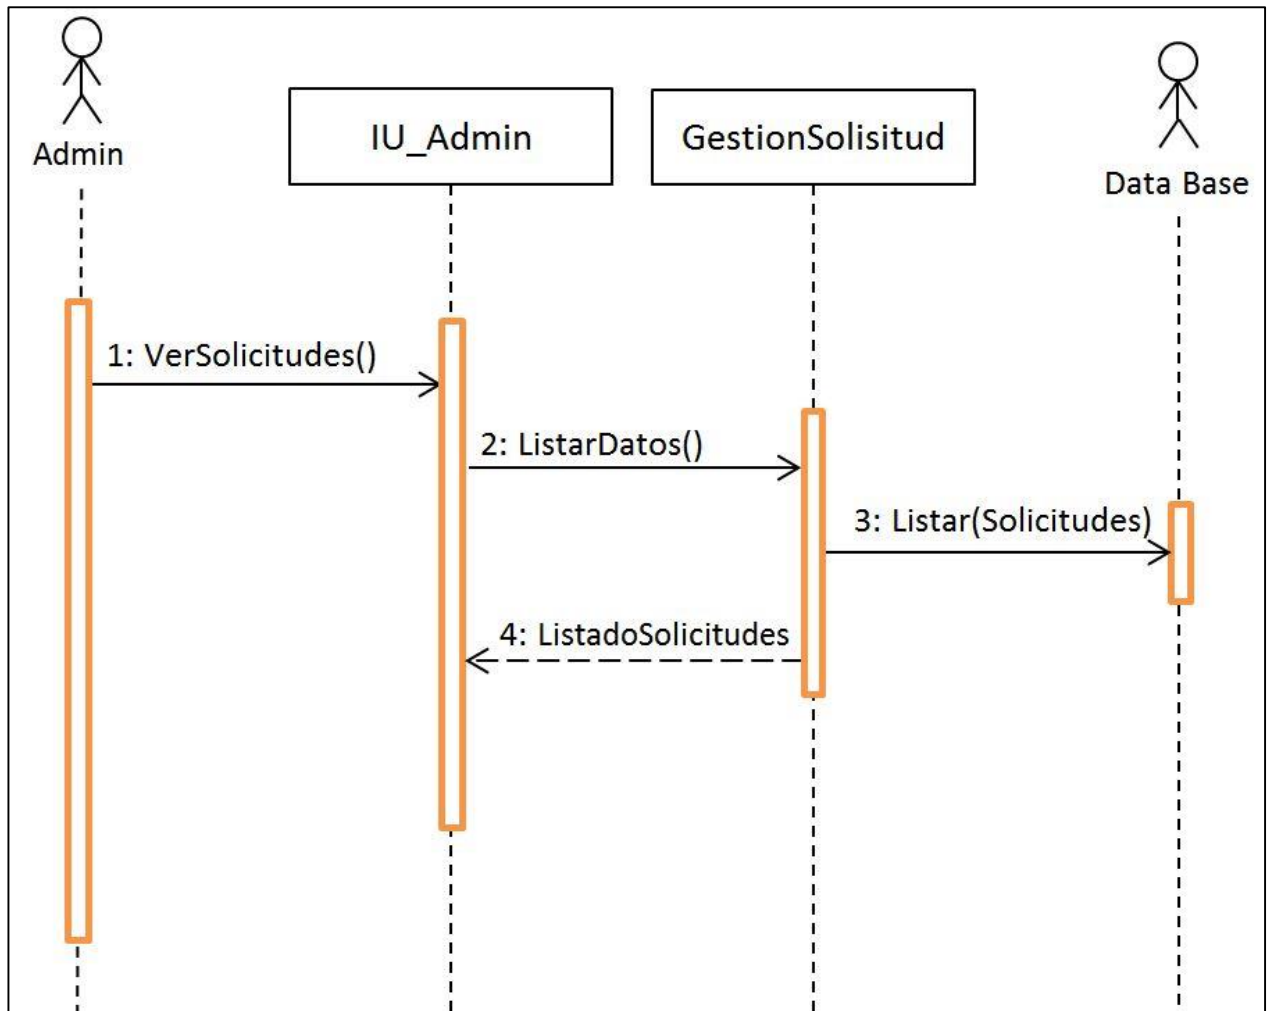 Admin
IU_Admin
GestionSolisitud
Data Base
1: VerSolicitudes()
2: ListarDatos()
3: Listar(Solicitudes)
4: ListadoSolicitudes